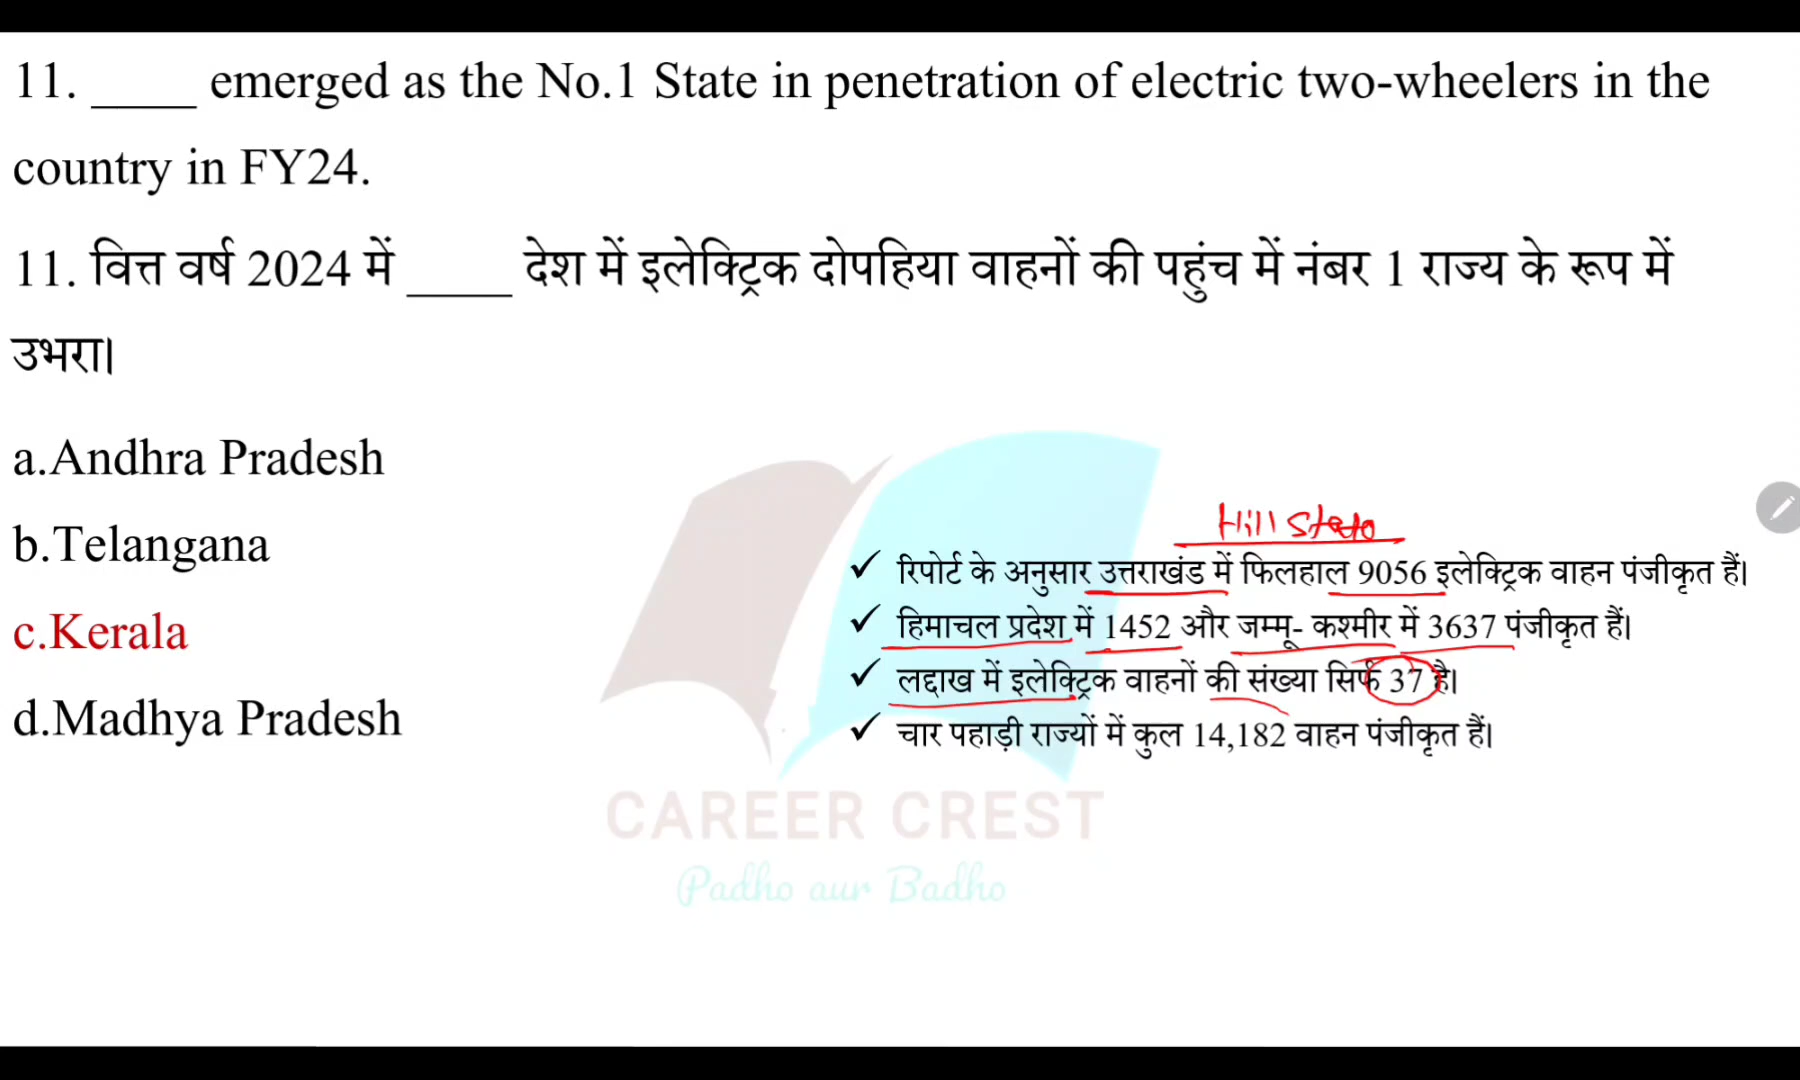 11. ____ emerged as the No.1 State in penetration of electric two-wheelers in the
country in FY24.
11. वित्त वर्ष 2024 में ____ देश में इलेक्ट्रिक दोपहिया वाहनों की पहुंच में नंबर 1 राज्य के रूप में
उभरा।
a.Andhra Pradesh
b.Telangana
c.Kerala
d.Madhya Pradesh
Hill State
✓ रिपोर्ट के अनुसार उत्तराखंड में फिलहाल 9056 इलेक्ट्रिक वाहन पंजीकृत हैं।
✓ हिमाचल प्रदेश में 1452 और जम्मू- कश्मीर में 3637 पंजीकृत हैं।
✓ लद्दाख में इलेक्ट्रिक वाहनों की संख्या सिर्फ 37 है।
✓ चार पहाड़ी राज्यों में कुल 14,182 वाहन पंजीकृत हैं।
CAREER CREST
Padho aur Badho